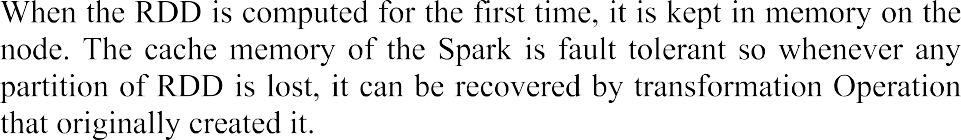 When the RDD is computed for the first time, it is kept in memory on the
node. The cache memory of the Spark is fault tolerant so whenever any
partition of RDD is lost, it can be recovered by transformation Operation
that originally created it.